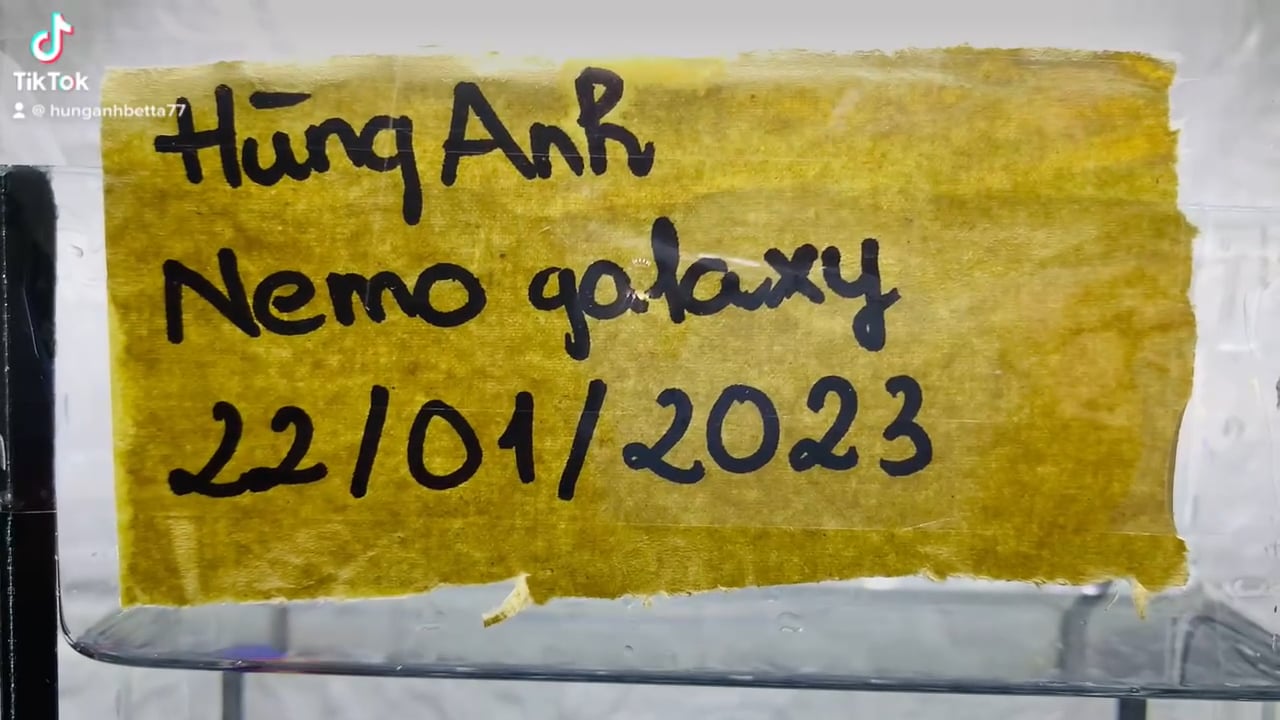 TikTok
@ hunganhbetta77
Hùng Anh
Nemo galaxy
22/01/2023